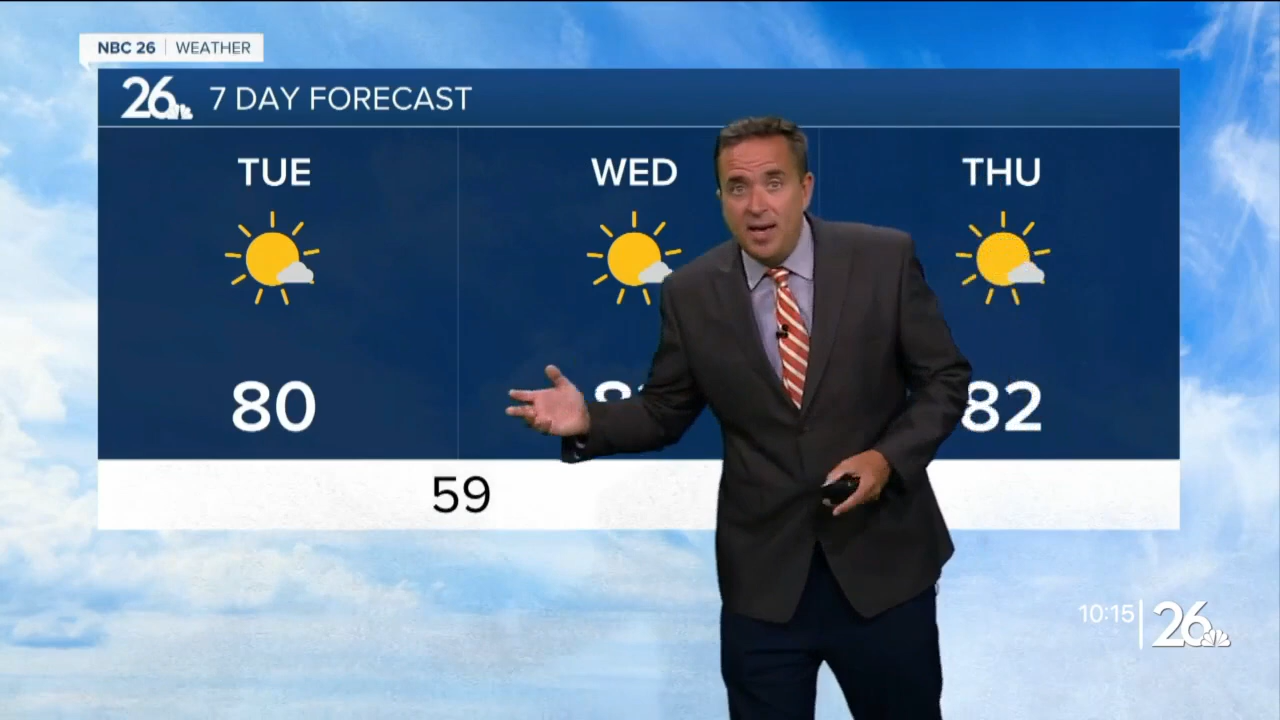 NBC 26 | WEATHER
26 7 DAY FORECAST
TUE WED THU
80 82
59
10:15 26